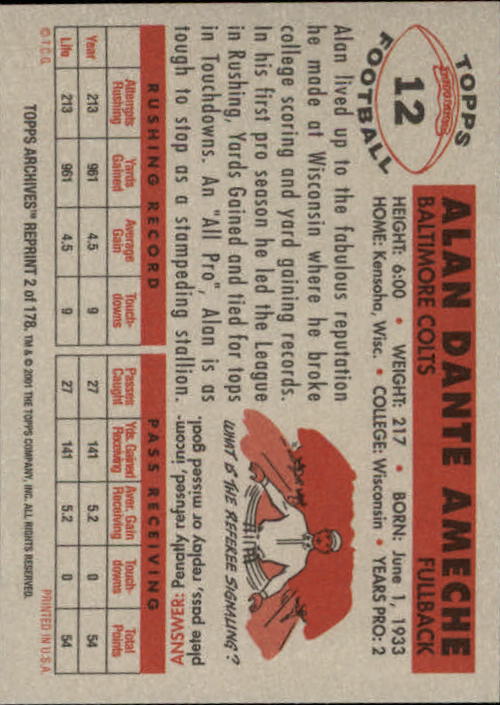 TOPPS
12
FOOTBALL
ALAN DANTE AMECHE
BALTIMORE COLTS FULLBACK
HEIGHT: 6:00 • WEIGHT: 217 • BORN: June 1, 1933
HOME: Kensoha, Wisc. • COLLEGE: Wisconsin • YEARS PRO: 2
Alan lived up to the fabulous reputation
he made at Wisconsin where he broke
college scoring and yard gaining records.
In his first pro season he led the League
in Rushing, Yards Gained and tied for tops
in Touchdowns. An "All Pro", Alan is as
tough to stop as a stampeding stallion.
WHAT IS THE REFEREE SIGNALING?
ANSWER: Penalty refused incom-
plete pass, replay or missed goal.
RUSHING RECORD PASS RECEIVING
Year Attempts Rushing Yards Gained Average Gain Touch-downs Passes Caught Yds. Gained Receiving Aver. Gain Receiving Touch-downs Total Points
Year 213 961 4.5 9 27 141 5.2 0 54
Life 213 961 4.5 9 27 141 5.2 0 54
© T.C.G. PRINTED IN U.S.A.
TOPPS ARCHIVES™ REPRINT 2 of 178. TM & © 2001 THE TOPPS COMPANY, INC. ALL RIGHTS RESERVED.